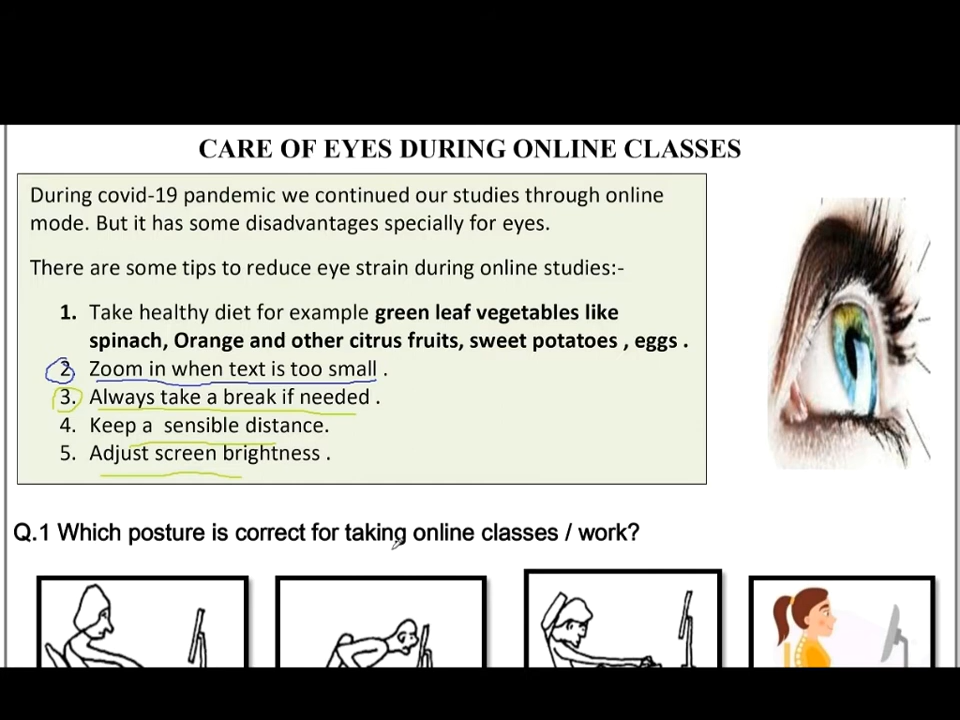 CARE OF EYES DURING ONLINE CLASSES
During covid-19 pandemic we continued our studies through online
mode. But it has some disadvantages specially for eyes.
There are some tips to reduce eye strain during online studies:-
1. Take healthy diet for example green leaf vegetables like
spinach, Orange and other citrus fruits, sweet potatoes , eggs .
2. Zoom in when text is too small .
3. Always take a break if needed .
4. Keep a sensible distance.
5. Adjust screen brightness .
Q.1 Which posture is correct for taking online classes / work?